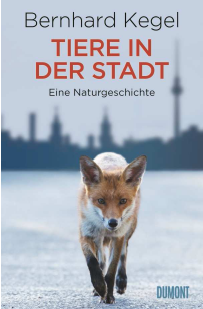 Bernhard Kegel
TIERE IN
DER STADT
Eine Naturgeschichte
DUMONT